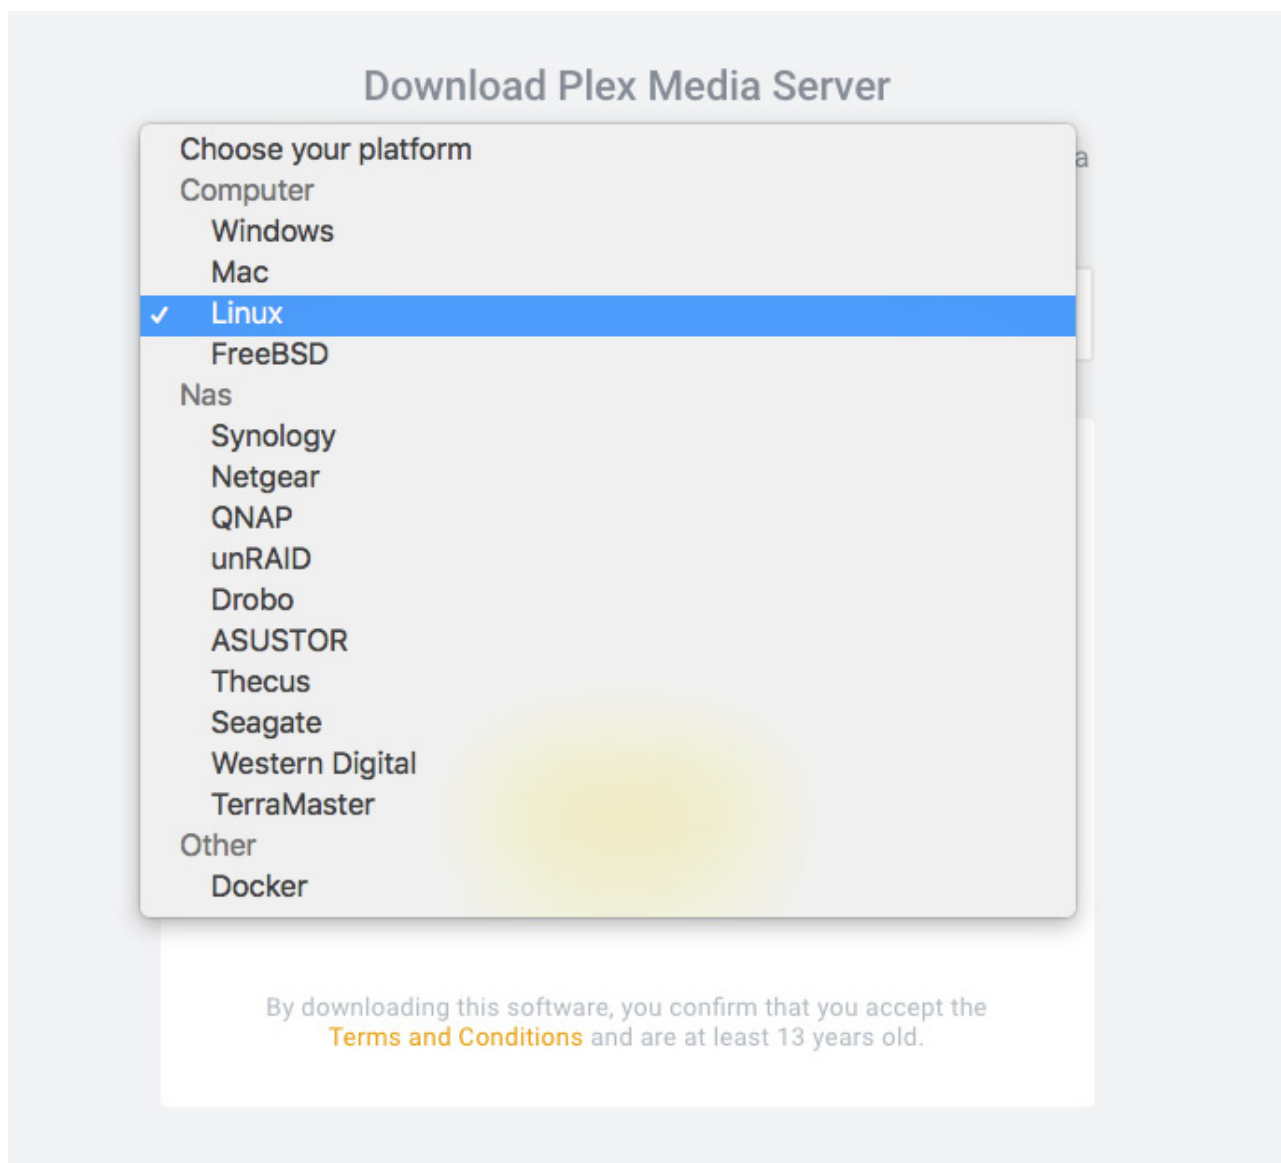 Download Plex Media Server
Choose your platform
a
Computer
Windows
Mac
✓ Linux
FreeBSD
Nas
Synology
Netgear
QNAP
unRAID
Drobo
ASUSTOR
Thecus
Seagate
Western Digital
TerraMaster
Other
Docker
By downloading this software, you confirm that you accept the
Terms and Conditions and are at least 13 years old.